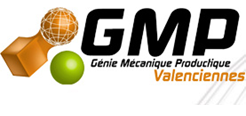 GMP
Génie Mécanique Productique
Valenciennes